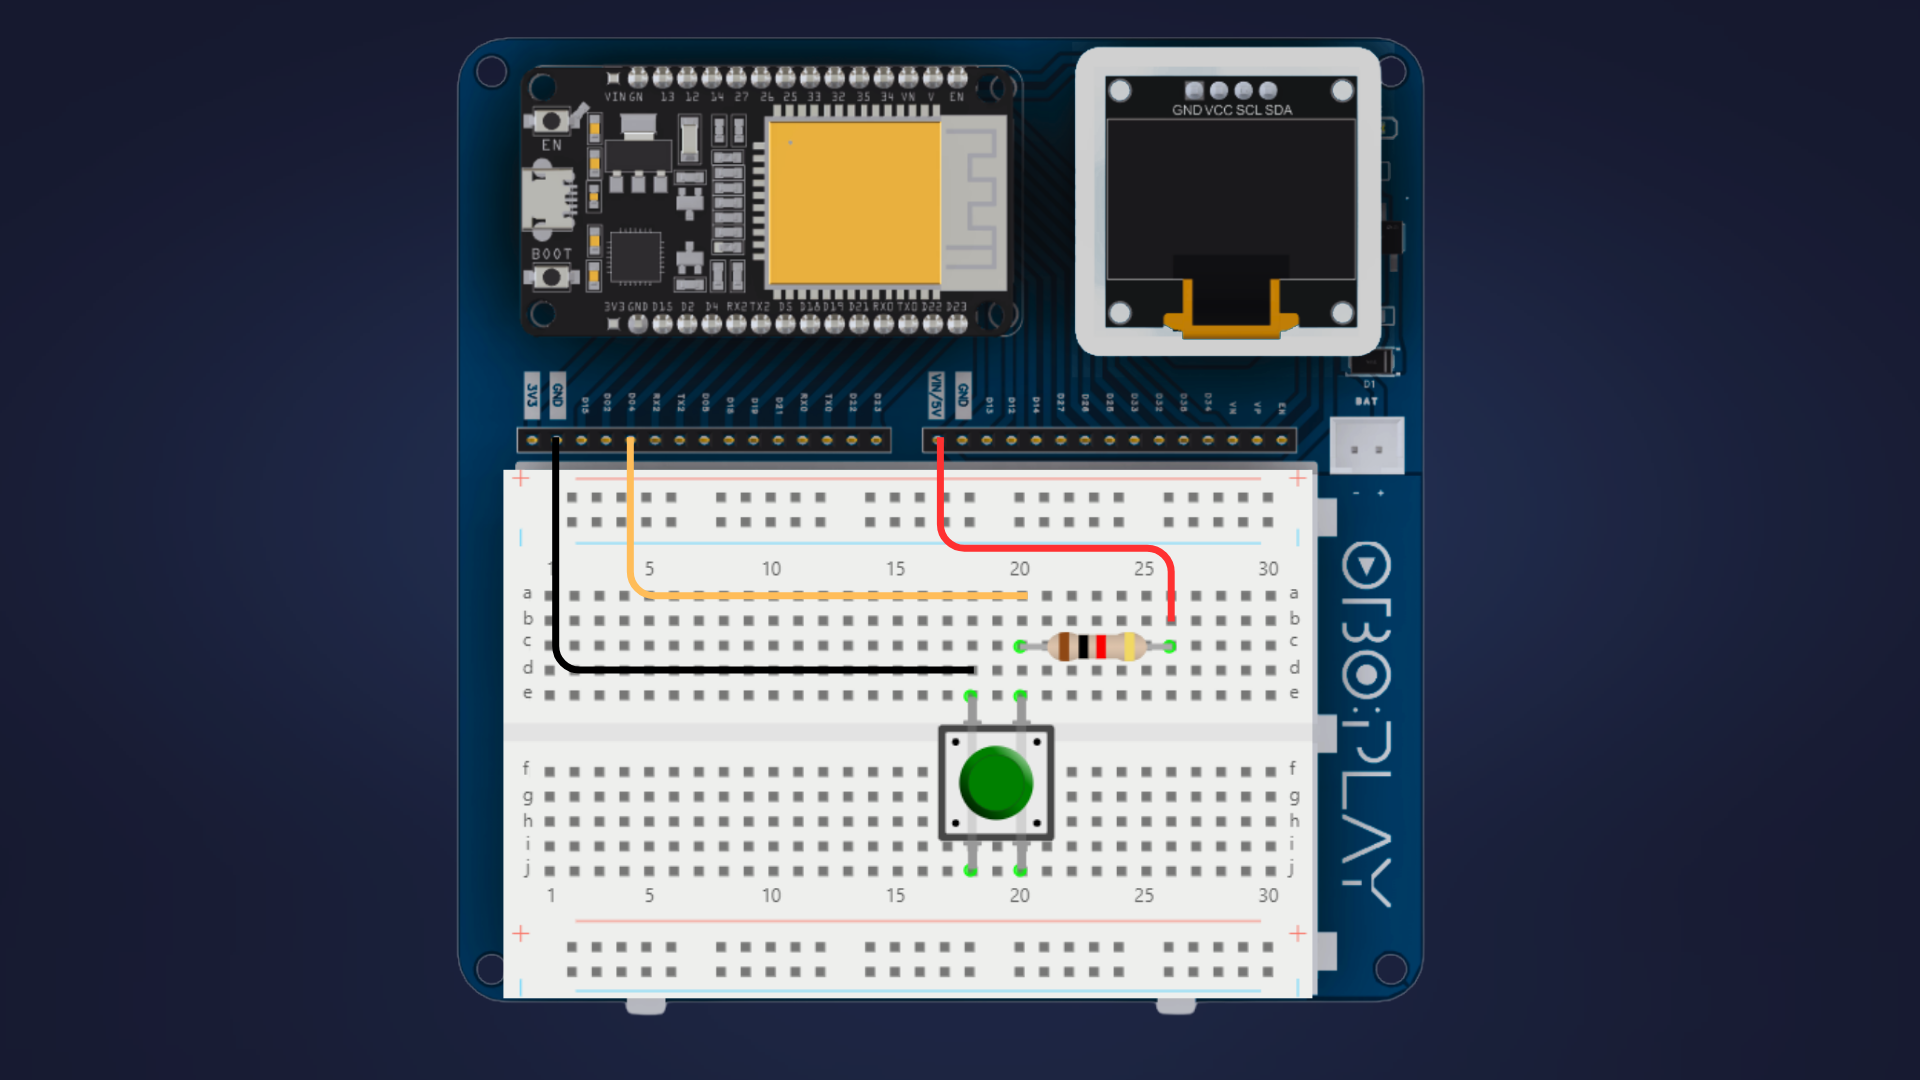 VIN GN 13 12 14 27 26 25 33 32 35 34 VN V EN
GND VCC SCL SDA
EN
BOOT
3V3 GND D15 D2 D4 RX2 TX2 D5 D18 D19 D21 RX0 TX0 D22 D23
3V3 GND D15 D02 D04 RX2 TX2 D05 D18 D19 D21 RX0 TX0 D22 D23
VIN/5V GND D13 D12 D14 D27 D26 D25 D33 D32 D35 D34 VN VP EN
D1
BAT
- +
+ +
| |
1 5 10 15 20 25 30
a a
b b
c c
d d
e e
f f
g g
h h
i i
j j
1 5 10 15 20 25 30
+ +
| |
PLAY